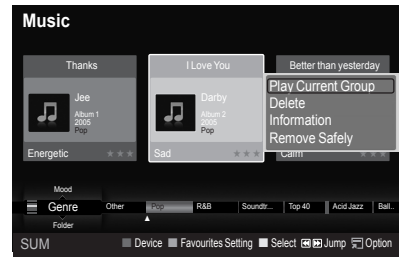 Music
Thanks
I Love You
Better than yesterday
Jee
Album 1
2005
Pop
Energetic
Darby
Album 2
2005
Pop
Sad
Play Current Group
Delete
Information
Remove Safely
Calm
Mood
Genre
Other
Pop
R&B
Soundtr...
Top 40
Acid Jazz
Ball..
Folder
SUM
Device
Favourites Setting
Select
Jump
Option